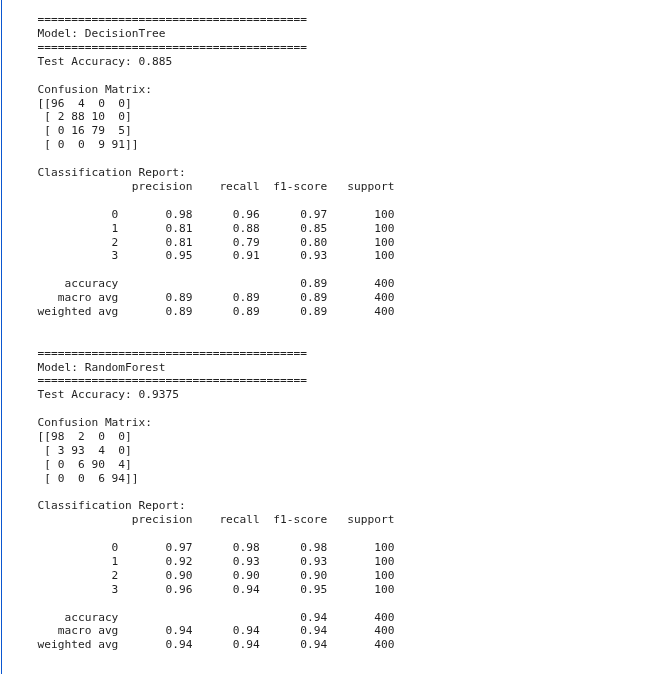 ========================================
Model: DecisionTree
========================================
Test Accuracy: 0.885
Confusion Matrix:
[[96  4  0  0]
 [ 2 88 10  0]
 [ 0 16 79  5]
 [ 0  0  9 91]]
Classification Report:
              precision    recall  f1-score   support
           0       0.98      0.96      0.97       100
           1       0.81      0.88      0.85       100
           2       0.81      0.79      0.80       100
           3       0.95      0.91      0.93       100
    accuracy                           0.89       400
   macro avg       0.89      0.89      0.89       400
weighted avg       0.89      0.89      0.89       400
========================================
Model: RandomForest
========================================
Test Accuracy: 0.9375
Confusion Matrix:
[[98  2  0  0]
 [ 3 93  4  0]
 [ 0  6 90  4]
 [ 0  0  6 94]]
Classification Report:
              precision    recall  f1-score   support
           0       0.97      0.98      0.98       100
           1       0.92      0.93      0.93       100
           2       0.90      0.90      0.90       100
           3       0.96      0.94      0.95       100
    accuracy                           0.94       400
   macro avg       0.94      0.94      0.94       400
weighted avg       0.94      0.94      0.94       400